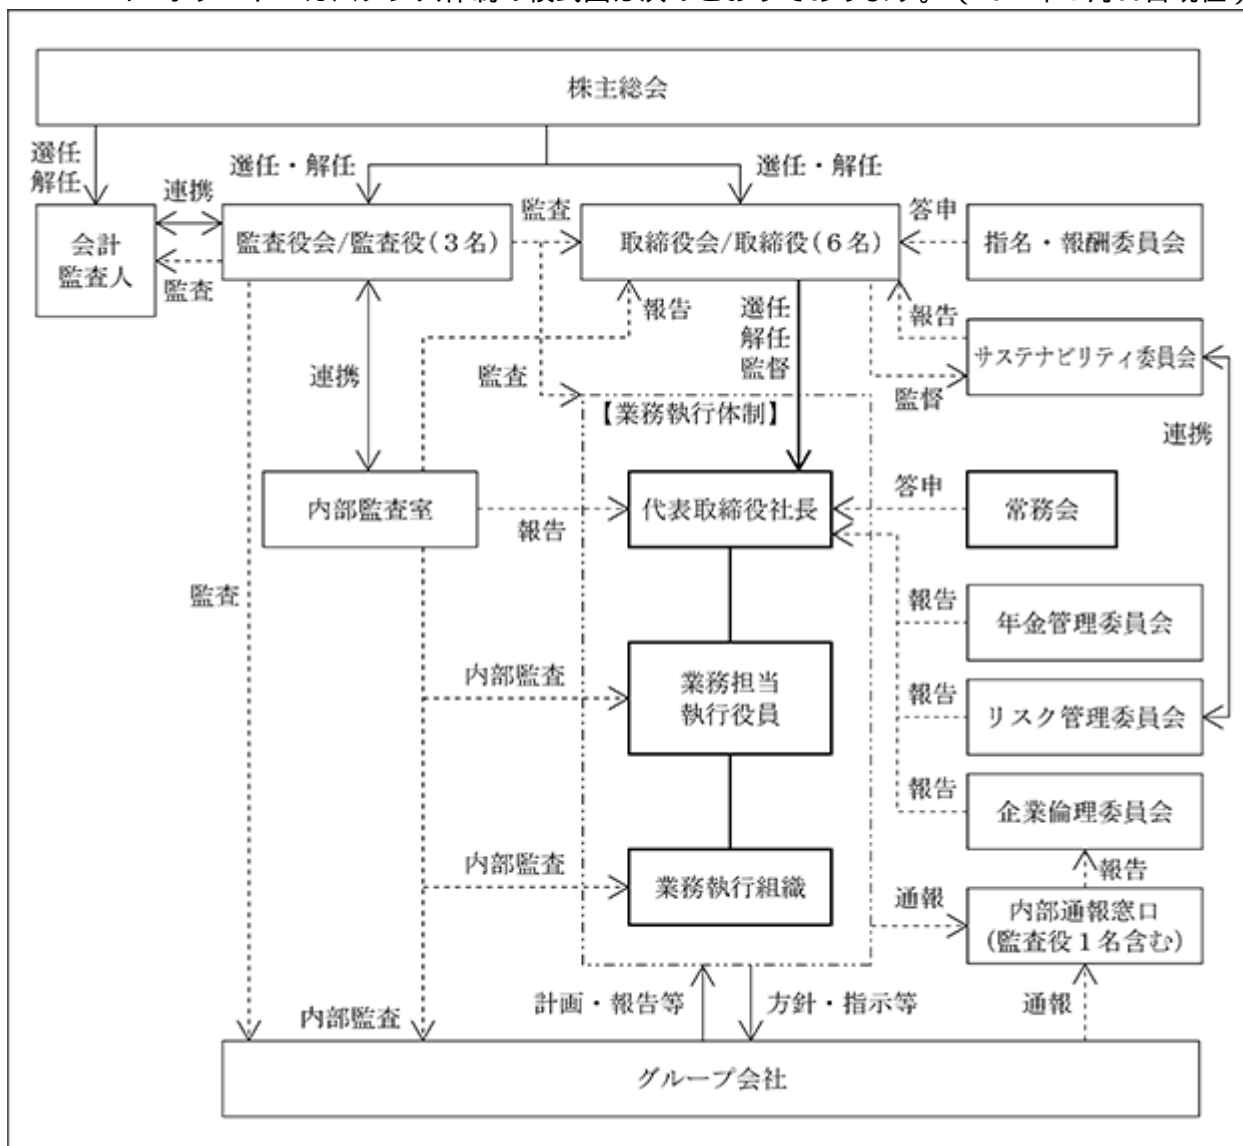 株主総会
選任
解任
選任・解任
選任・解任
連携
監査
答申
会計
監査人
監査役会/監査役(3名)
取締役会/取締役(6名)
指名・報酬委員会
監査
報告
選任
解任
監督
報告
サステナビリティ委員会
連携
監査
監督
【業務執行体制】
連携
内部監査室
報告
代表取締役社長
答申
常務会
監査
報告
年金管理委員会
内部監査
業務担当
執行役員
報告
リスク管理委員会
報告
企業倫理委員会
報告
内部監査
業務執行組織
通報
内部通報窓口
(監査役1名含む)
内部監査
計画・報告等
方針・指示等
通報
グループ会社